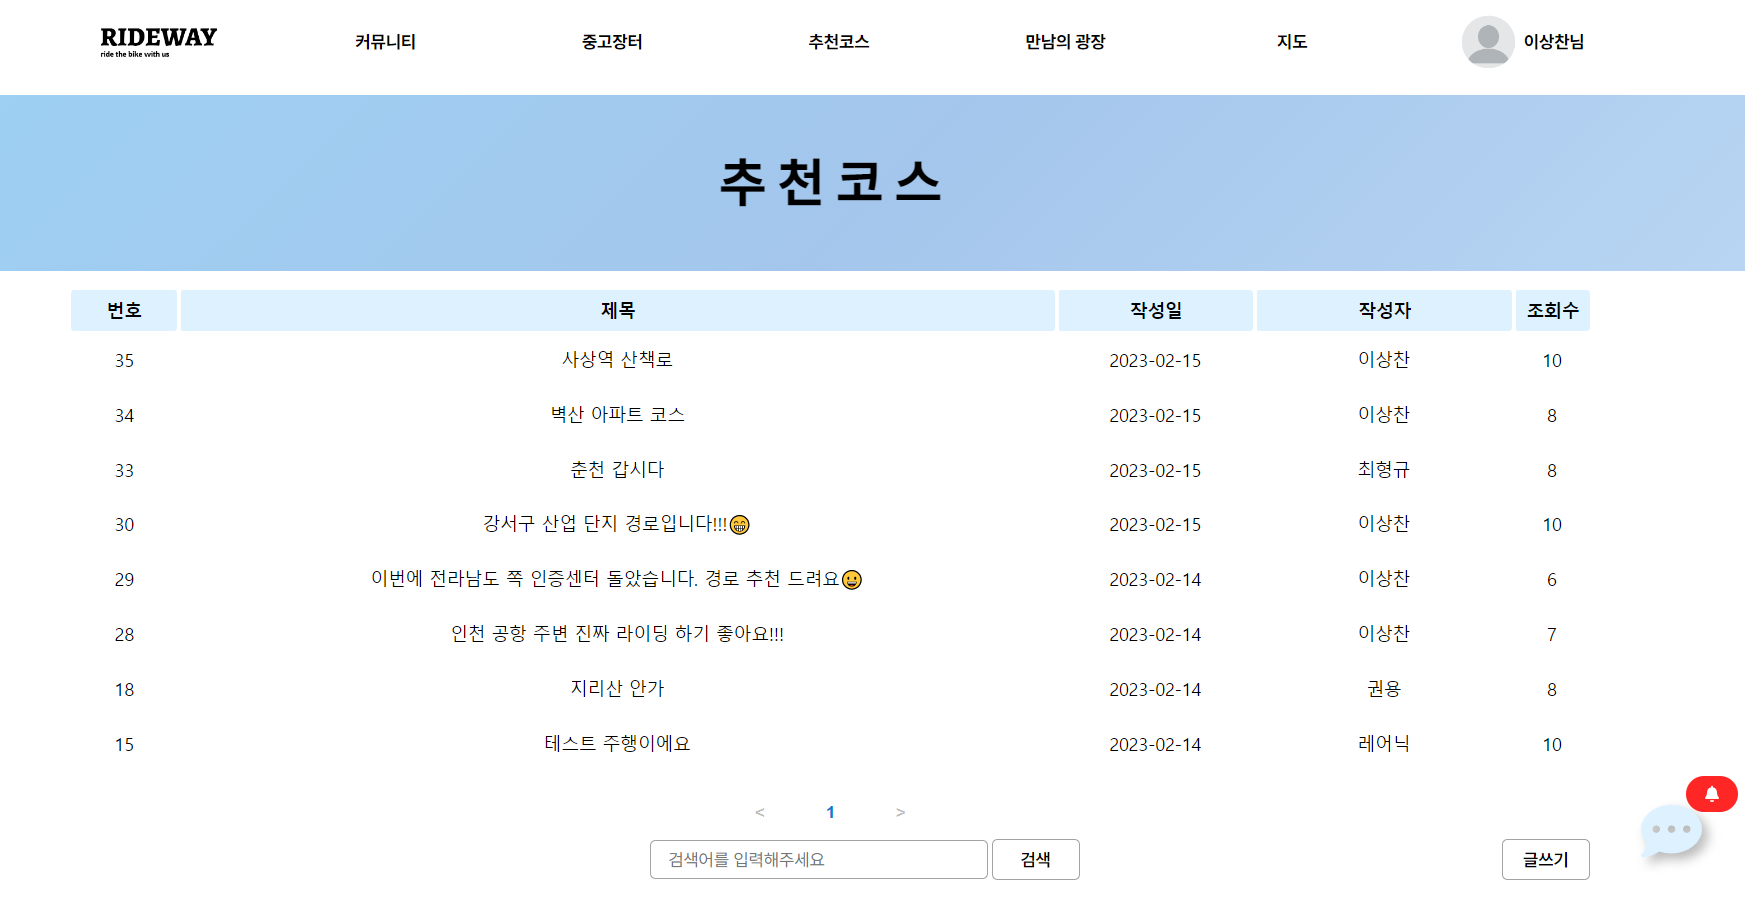 RIDEWAY
ride the bike with us
커뮤니티 중고장터 추천코스 만남의 광장 지도 이상찬님
추천코스
번호 제목 작성일 작성자 조회수
35 사상역 산책로 2023-02-15 이상찬 10
34 벽산 아파트 코스 2023-02-15 이상찬 8
33 춘천 갑시다 2023-02-15 최형규 8
30 강서구 산업 단지 경로입니다!!!😁 2023-02-15 이상찬 10
29 이번에 전라남도 쪽 인증센터 돌았습니다. 경로 추천 드려요😀 2023-02-14 이상찬 6
28 인천 공항 주변 진짜 라이딩 하기 좋아요!!! 2023-02-14 이상찬 7
18 지리산 안가 2023-02-14 권용 8
15 테스트 주행이에요 2023-02-14 레어닉 10
< 1 >
검색어를 입력해주세요 검색 글쓰기